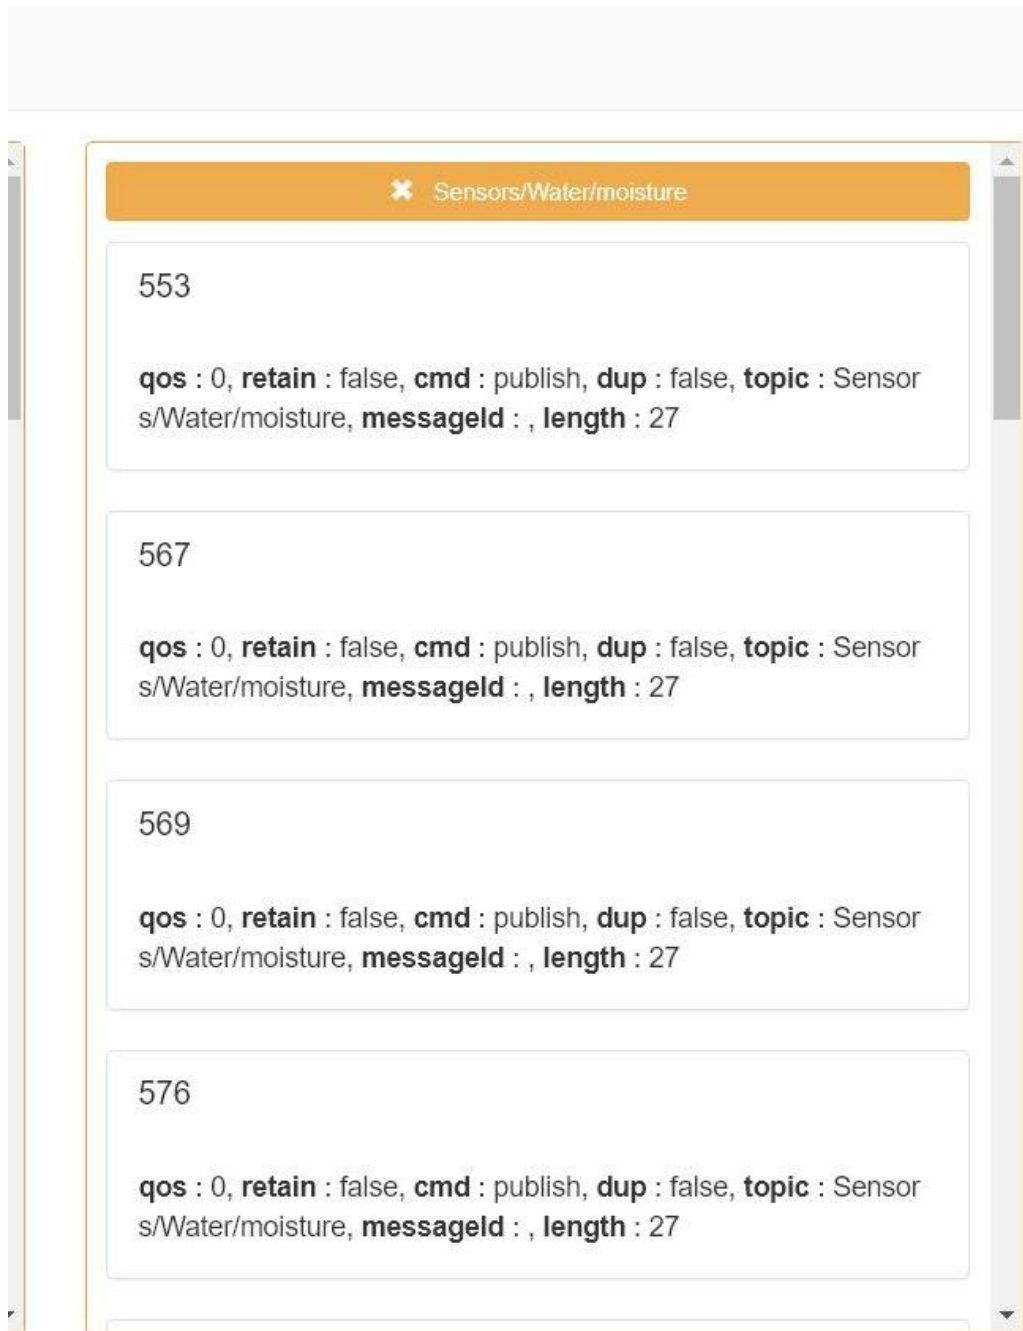 ✖ Sensors/Water/moisture
553
qos : 0, retain : false, cmd : publish, dup : false, topic : Sensor
s/Water/moisture, messageId : , length : 27
567
qos : 0, retain : false, cmd : publish, dup : false, topic : Sensor
s/Water/moisture, messageId : , length : 27
569
qos : 0, retain : false, cmd : publish, dup : false, topic : Sensor
s/Water/moisture, messageId : , length : 27
576
qos : 0, retain : false, cmd : publish, dup : false, topic : Sensor
s/Water/moisture, messageId : , length : 27